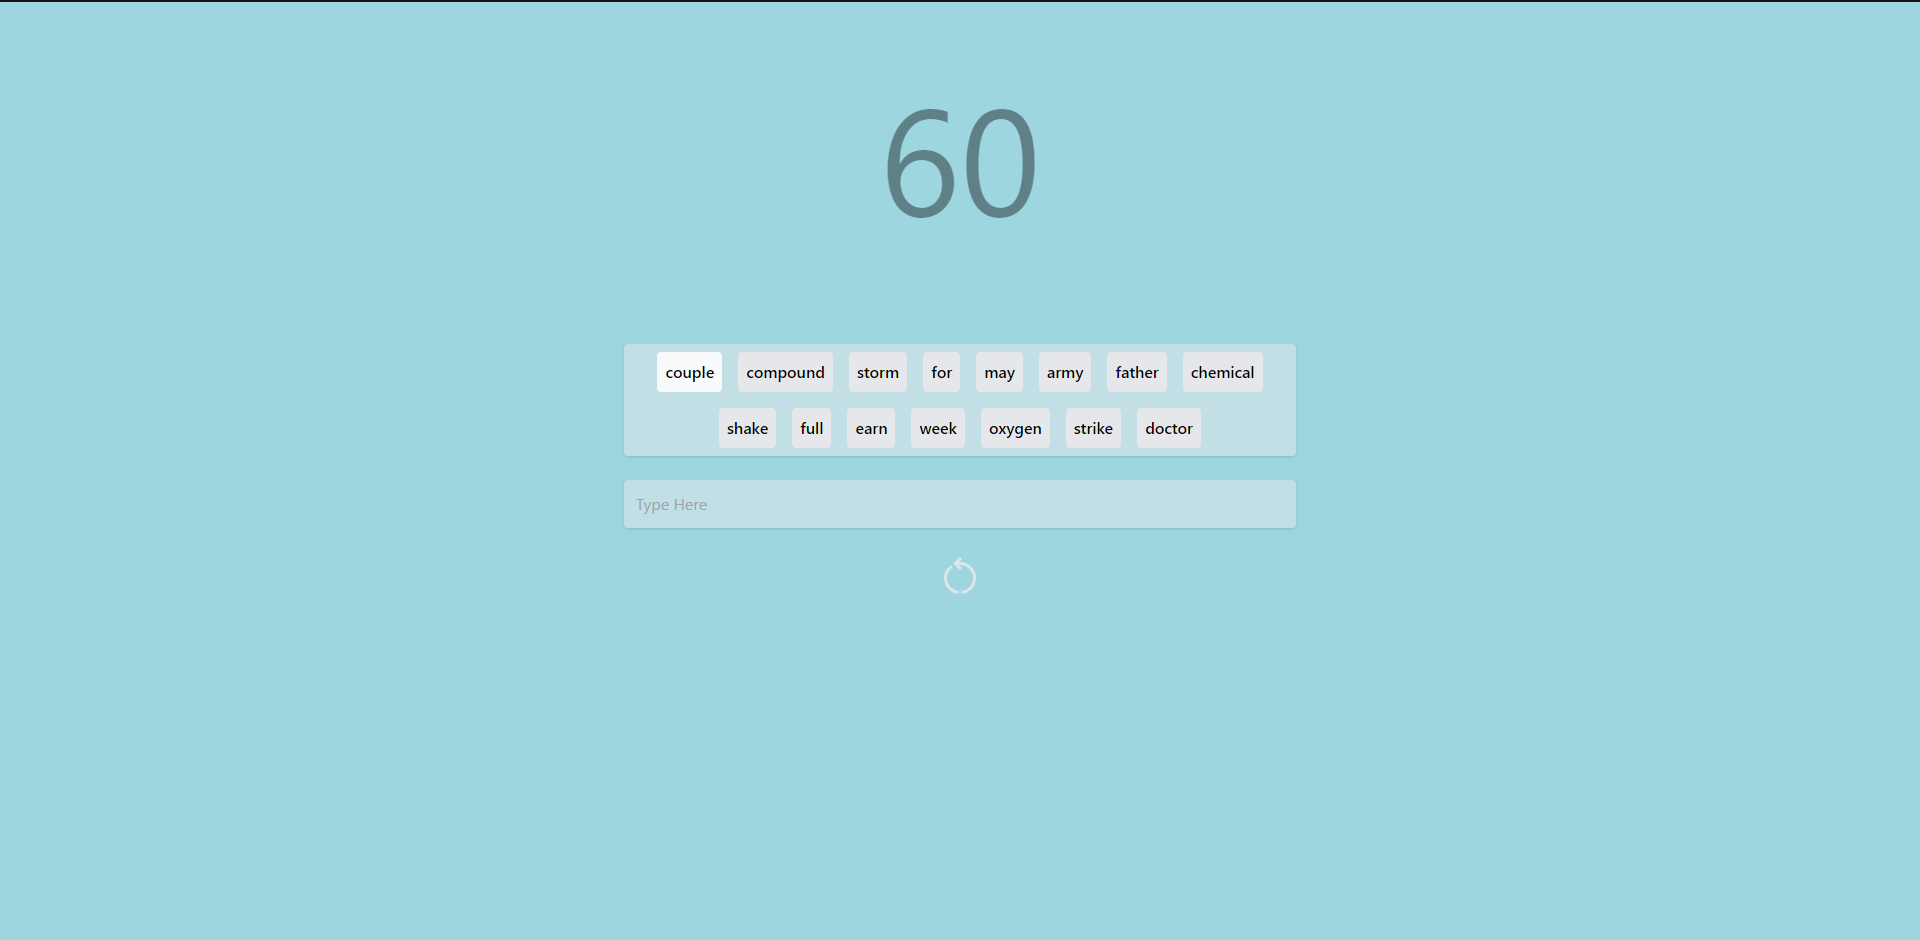 60
couple compound storm for may army father chemical
shake full earn week oxygen strike doctor
Type Here